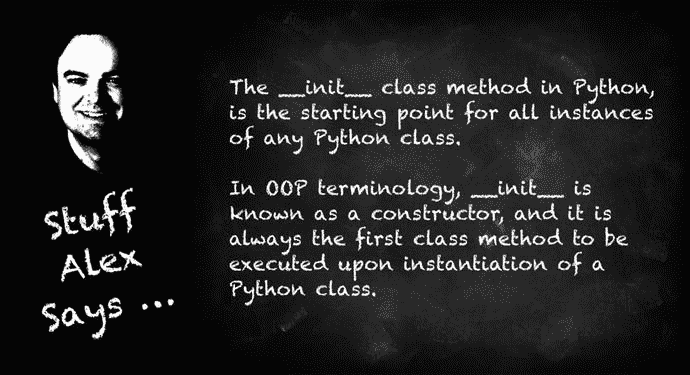 Stuff
Alex
Says ...
The __init__ class method in Python,
is the starting point for all instances
of any Python class.
In OOP terminology, __init__ is
known as a constructor, and it is
always the first class method to be
executed upon instantiation of a
Python class.